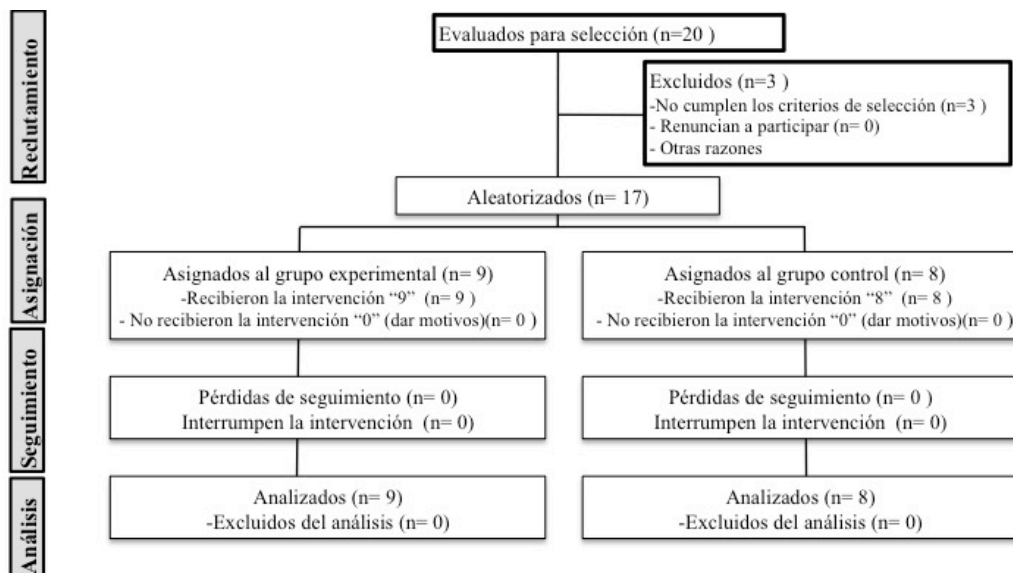 Reclutamiento
Evaluados para selección (n=20 )
Excluidos (n=3 )
-No cumplen los criterios de selección (n=3 )
- Renuncian a participar (n= 0)
- Otras razones
Aleatorizados (n= 17)
Asignación
Asignados al grupo experimental (n= 9)
-Recibieron la intervención “9” (n= 9 )
- No recibieron la intervención “0” (dar motivos)(n= 0 )
Asignados al grupo control (n= 8)
-Recibieron la intervención “8” (n= 8 )
- No recibieron la intervención “0” (dar motivos)(n= 0 )
Seguimiento
Pérdidas de seguimiento (n= 0)
Interrumpen la intervención (n= 0)
Pérdidas de seguimiento (n= 0 )
Interrumpen la intervención (n= 0)
Análisis
Analizados (n= 9)
-Excluidos del análisis (n= 0)
Analizados (n= 8)
-Excluidos del análisis (n= 0)